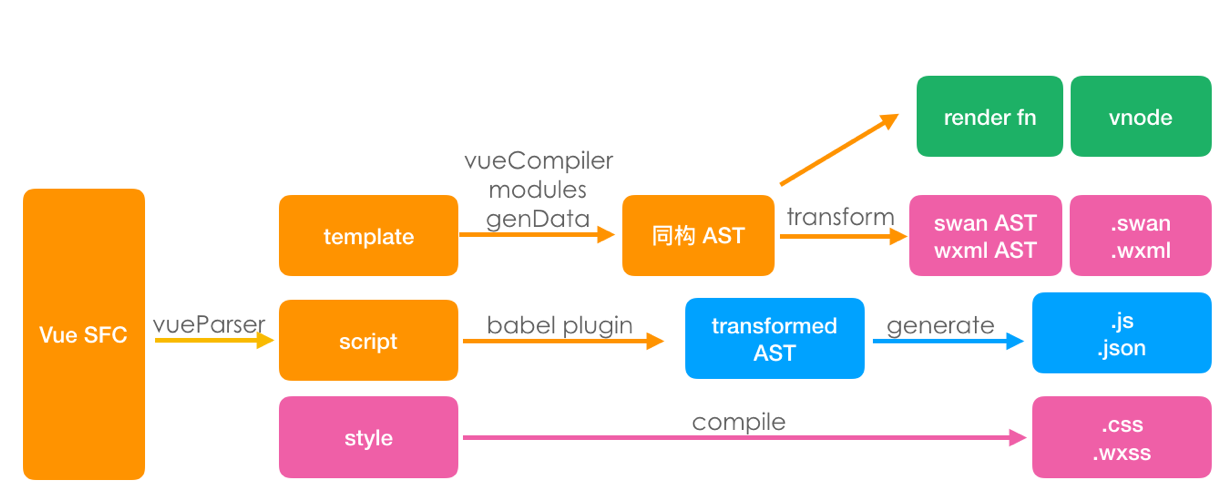 render fn
vnode
vueCompiler
modules
genData
template
同构 AST
transform
swan AST
wxml AST
.swan
.wxml
Vue SFC
vueParser
script
babel plugin
transformed
AST
generate
.js
.json
style
compile
.css
.wxss